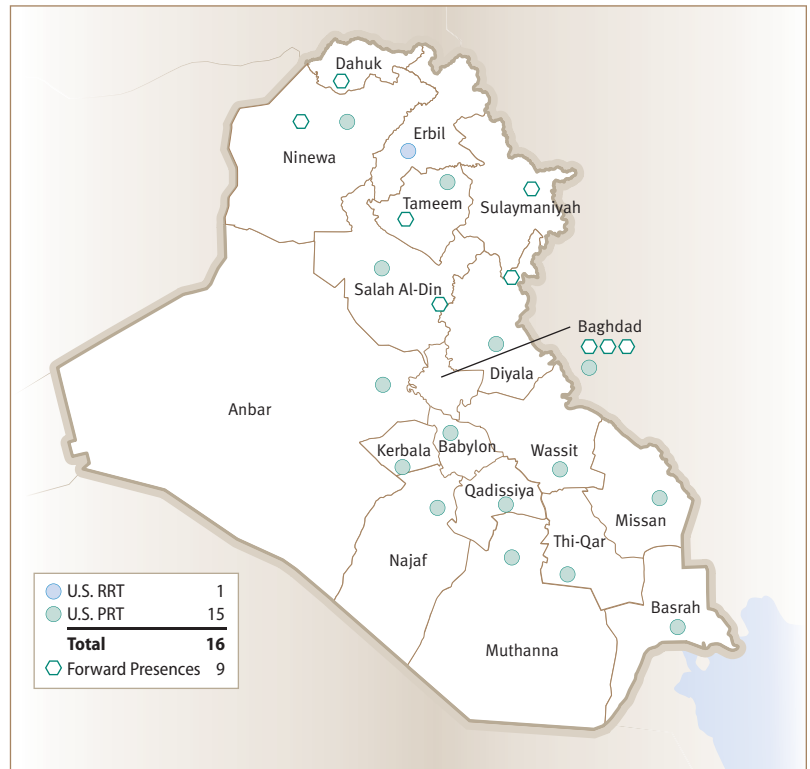 Dahuk
Erbil
Ninewa
Tameem
Sulaymaniyah
Salah Al-Din
Baghdad
Diyala
Anbar
Kerbala
Babylon
Wassit
Qadissiya
Missan
Thi-Qar
Najaf
Basrah
Muthanna
U.S. RRT 1
U.S. PRT 15
Total 16
Forward Presences 9